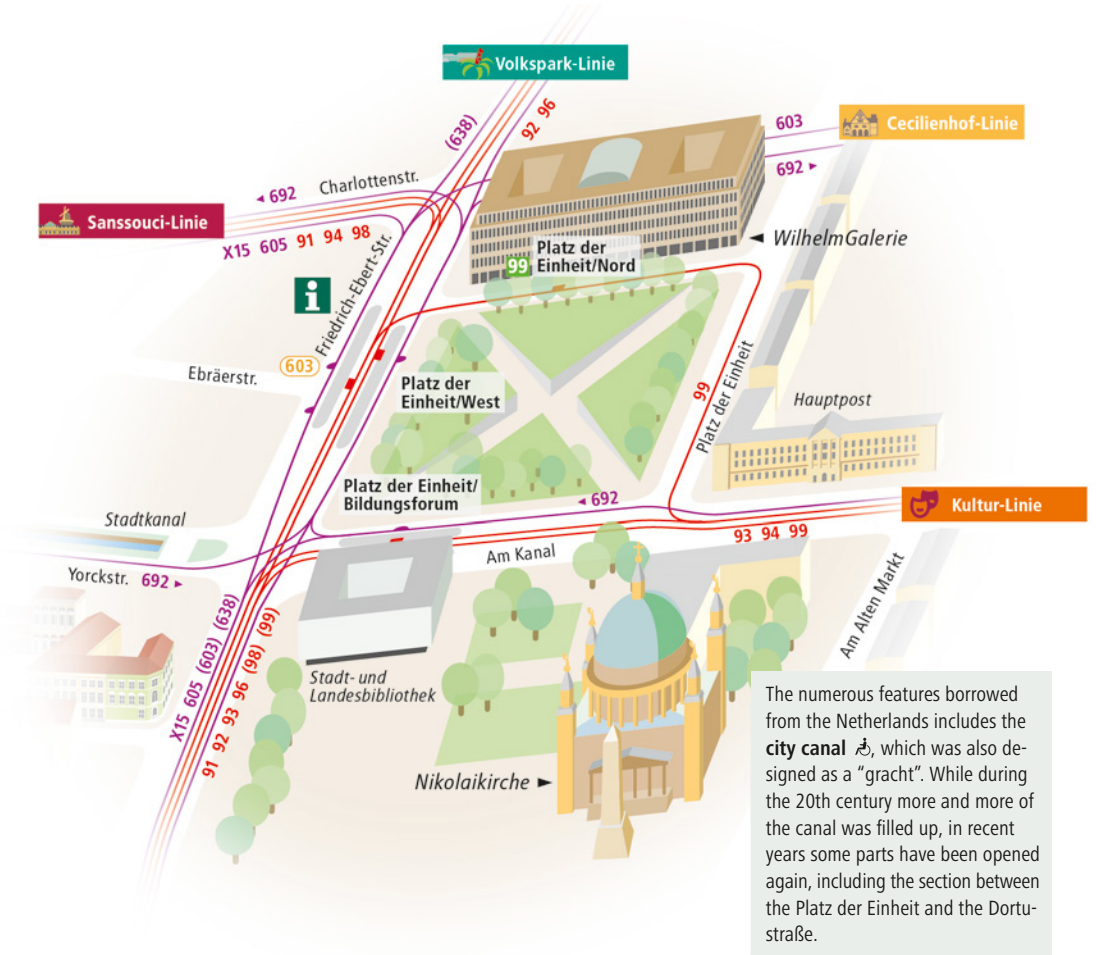 Volkspark-Linie
(638)
92 96
603
Cecilienhof-Linie
692 ►
◄ 692
Charlottenstr.
Sanssouci-Linie
X15 605 91 94 98
WilhelmGalerie
Platz der
99 Einheit/Nord
i
Friedrich-Ebert-Str.
603
Ebräerstr.
Platz der
Einheit/West
99
Platz der Einheit
Hauptpost
Platz der Einheit/
Bildungsforum
◄ 692
Kultur-Linie
Stadtkanal
93 94 99
Am Kanal
Yorckstr. 692 ►
X15 605 (603) (638)
91 92 93 96 (98) (99)
Am Alten Markt
Stadt- und
Landesbibliothek
Nikolaikirche ►
The numerous features borrowed
from the Netherlands includes the
city canal , which was also de-
signed as a “gracht”. While during
the 20th century more and more of
the canal was filled up, in recent
years some parts have been opened
again, including the section between
the Platz der Einheit and the Dortu-
straße.